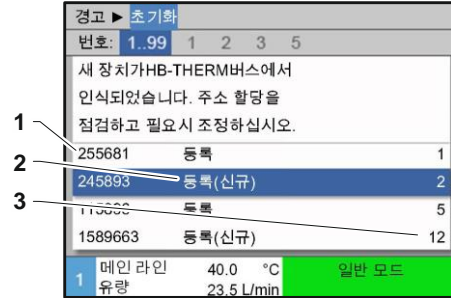 경고 ▶ 초기화
번호: 1..99 1 2 3 5
새 장치가HB-THERM버스에서
인식되었습니다. 주소 할당을
점검하고 필요시 조정하십시오.
1
255681 등록 1
2
245893 등록(신규) 2
3
등록 5
1589663 등록(신규) 12
1
메인 라인 40.0 °C
유량 23.5 L/min
일반 모드